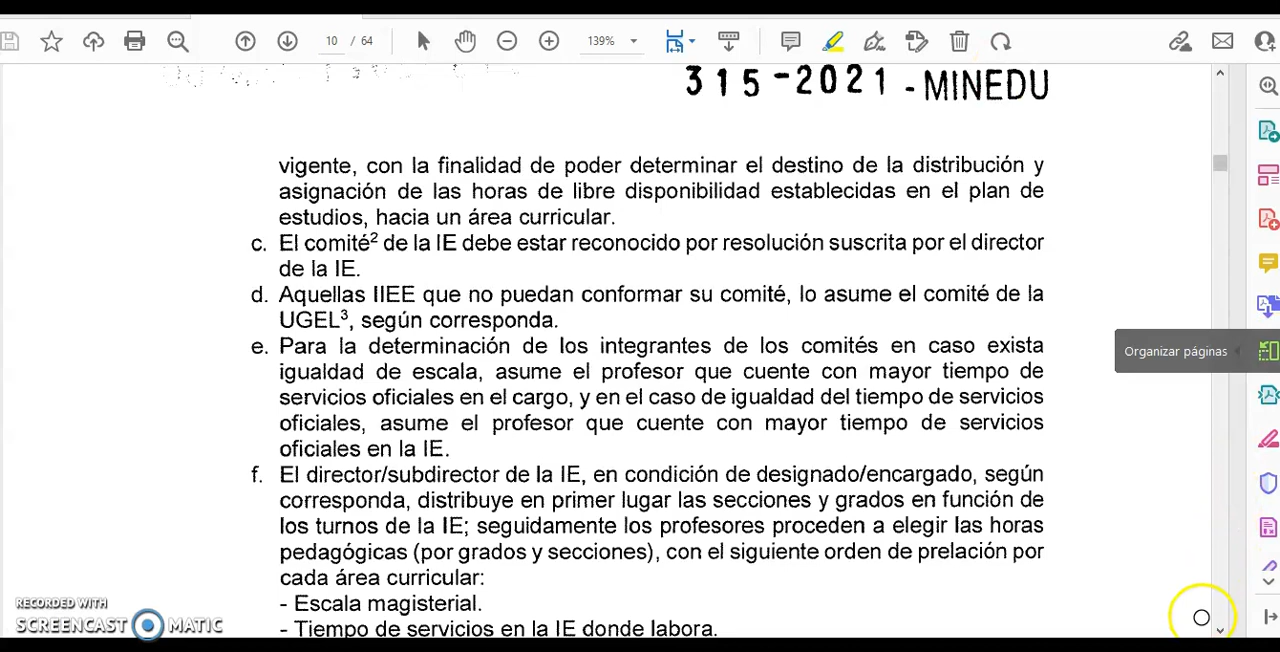 10 / 64
139%
315-2021 - MINEDU
vigente, con la finalidad de poder determinar el destino de la distribución y
asignación de las horas de libre disponibilidad establecidas en el plan de
estudios, hacia un área curricular.
c. El comité² de la IE debe estar reconocido por resolución suscrita por el director
de la IE.
d. Aquellas IIEE que no puedan conformar su comité, lo asume el comité de la
UGEL³, según corresponda.
e. Para la determinación de los integrantes de los comités en caso exista
igualdad de escala, asume el profesor que cuente con mayor tiempo de
servicios oficiales en el cargo, y en el caso de igualdad del tiempo de servicios
oficiales, asume el profesor que cuente con mayor tiempo de servicios
oficiales en la IE.
Organizar páginas
f. El director/subdirector de la IE, en condición de designado/encargado, según
corresponda, distribuye en primer lugar las secciones y grados en función de
los turnos de la IE; seguidamente los profesores proceden a elegir las horas
pedagógicas (por grados y secciones), con el siguiente orden de prelación por
cada área curricular:
- Escala magisterial.
- Tiempo de servicios en la IE donde labora.
RECORDED WITH
SCREENCAST MATIC